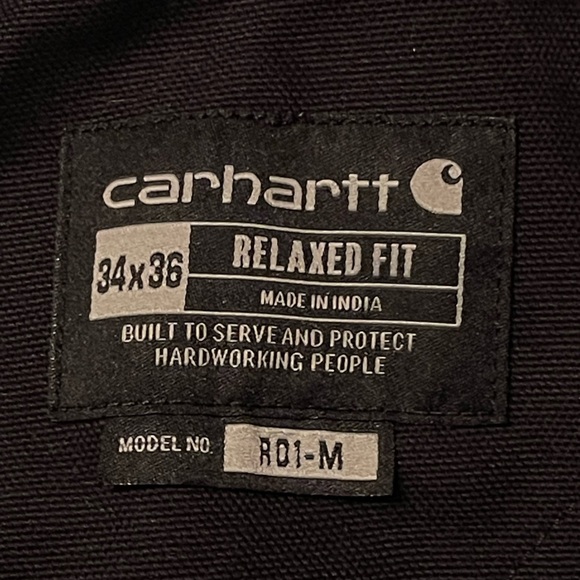 carhartt
34x36
RELAXED FIT
MADE IN INDIA
BUILT TO SERVE AND PROTECT
HARDWORKING PEOPLE
MODEL NO. R01-M